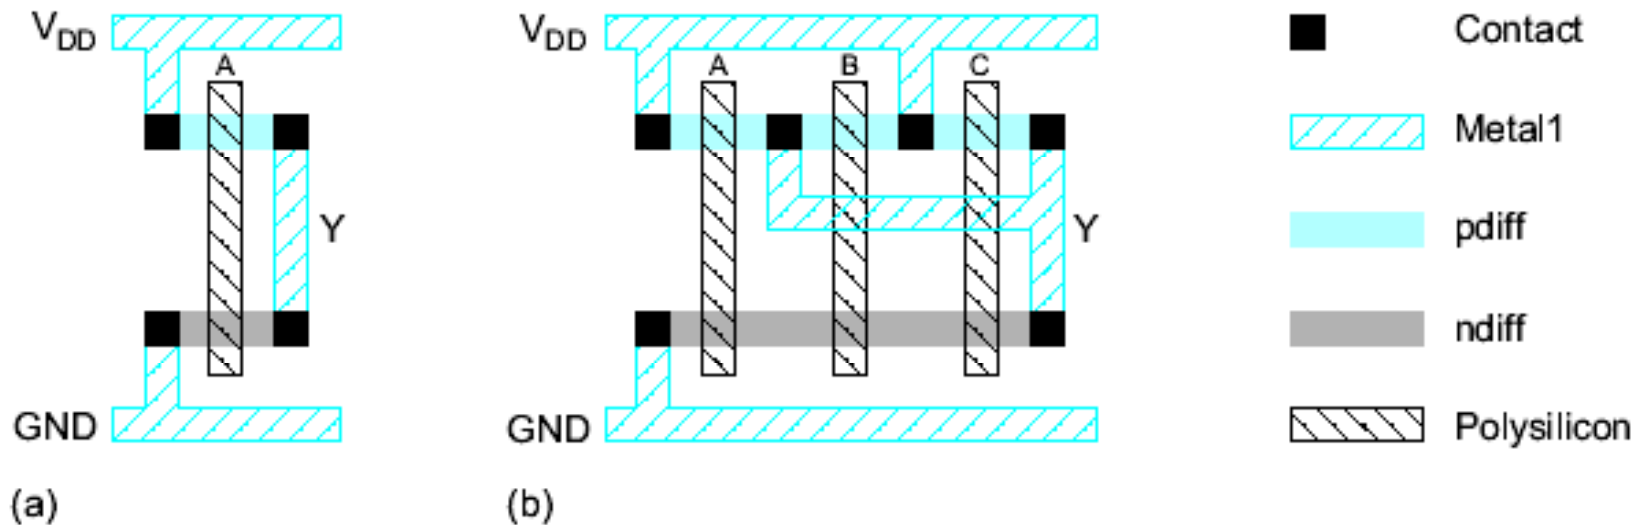 VDD
A
Y
GND
(a)
VDD
A B C
Y
GND
(b)
Contact
Metal1
pdiff
ndiff
Polysilicon